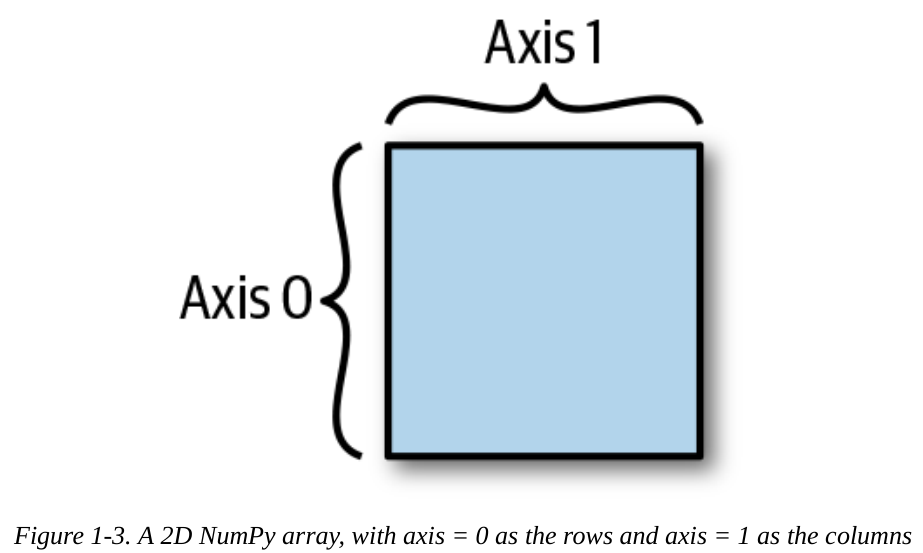 Axis 1
Axis 0
Figure 1-3. A 2D NumPy array, with axis = 0 as the rows and axis = 1 as the columns